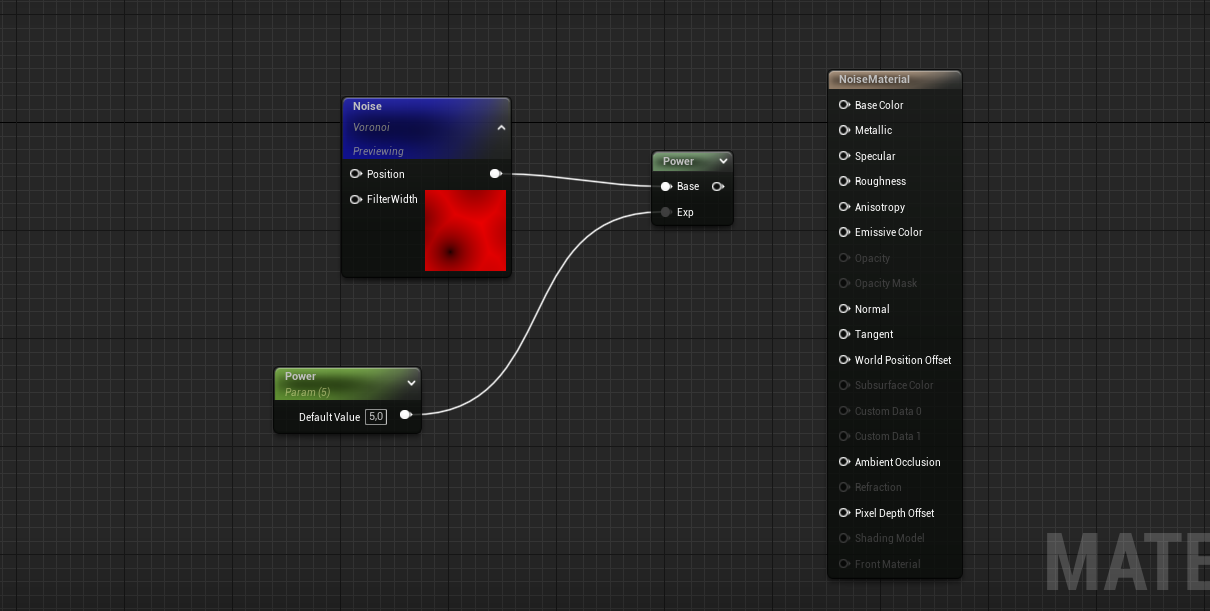 Noise
Voronoi
Previewing
Position
FilterWidth
Power
Param (5)
Default Value 5,0
Power
Base
Exp
NoiseMaterial
Base Color
Metallic
Specular
Roughness
Anisotropy
Emissive Color
Opacity
Opacity Mask
Normal
Tangent
World Position Offset
Subsurface Color
Custom Data 0
Custom Data 1
Ambient Occlusion
Refraction
Pixel Depth Offset
Shading Model
Front Material
MATE